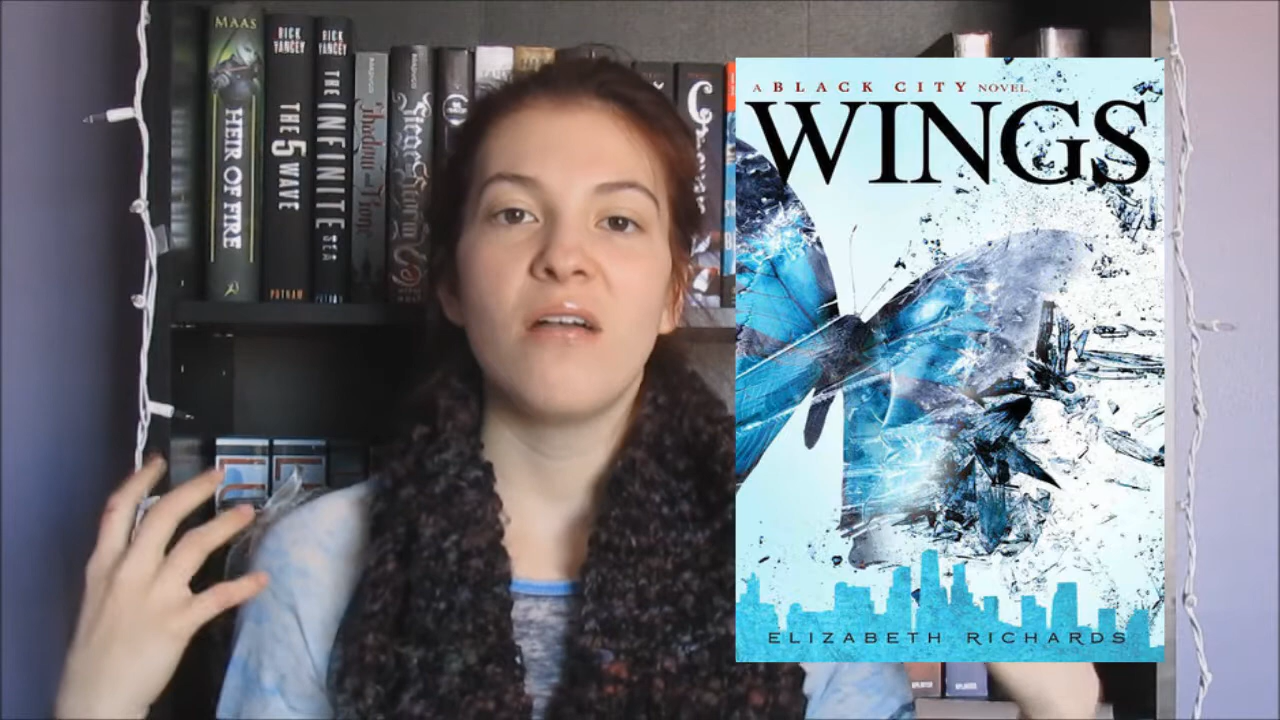 MAAS
HEIR OF FIRE
RICK
YANCEY
THE 5 WAVE
PUTNAM
RICK
YANCEY
THE INFINITE SEA
A BLACK CITY NOVEL
WINGS
ELIZABETH RICHARDS